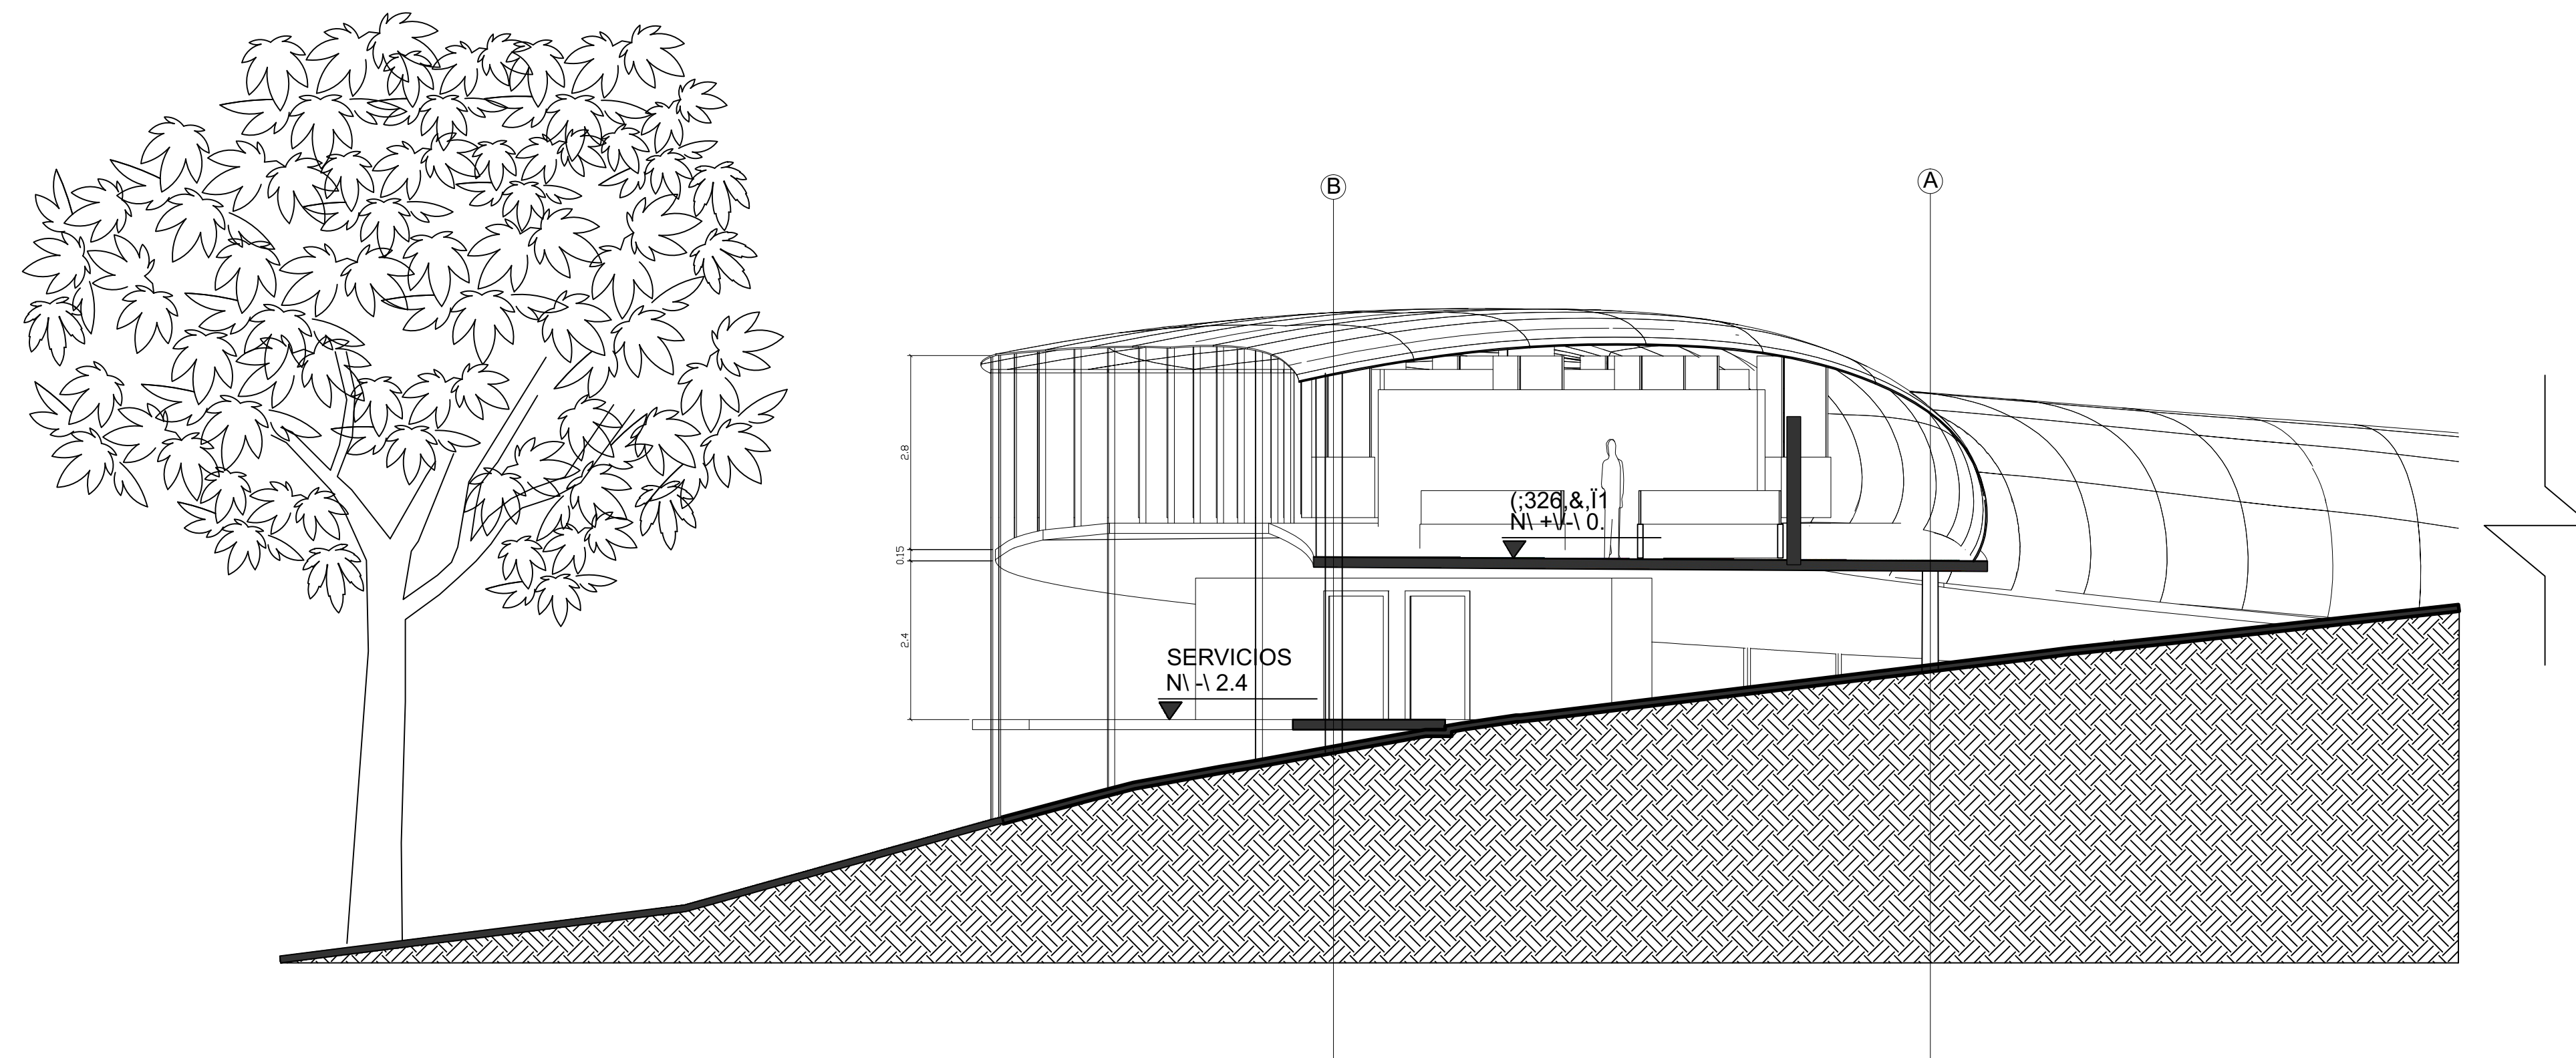 B
A
2.8
(;326,&,Ï1
N\ +\/-\ 0.
0.15
2.4
SERVICIOS
N\ -\ 2.4